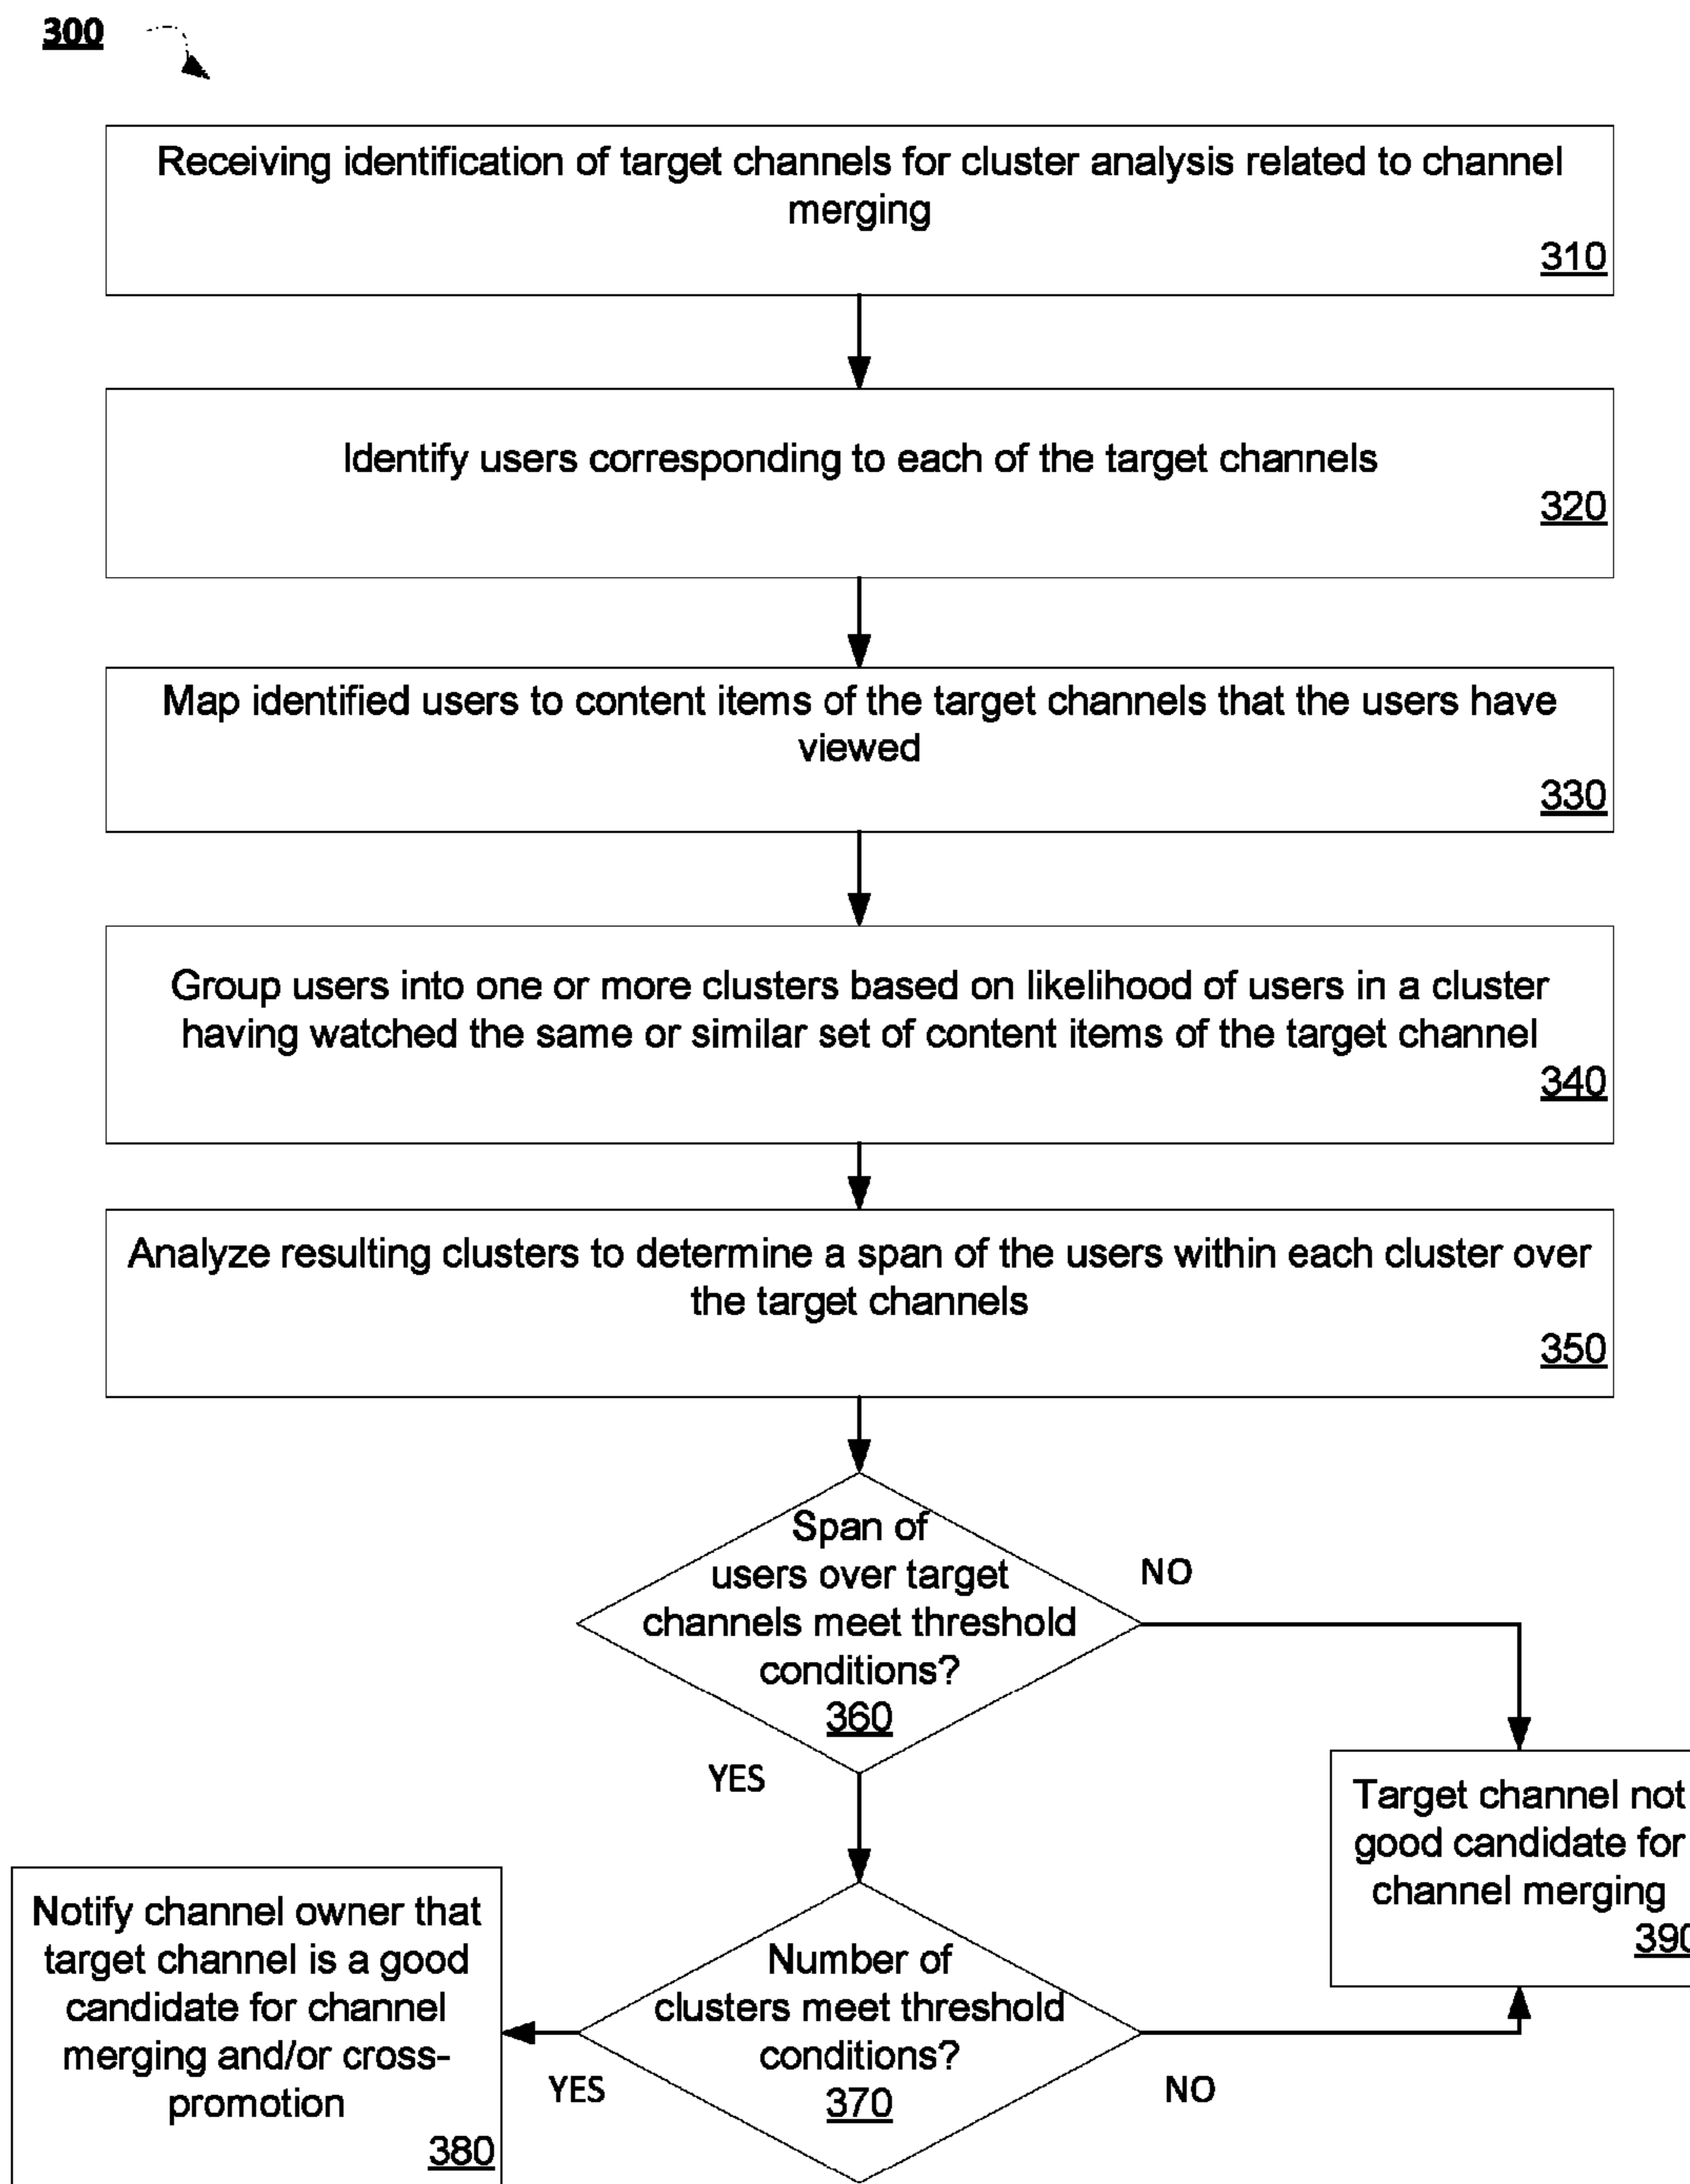 300
Receiving identification of target channels for cluster analysis related to channel
merging
310
Identify users corresponding to each of the target channels
320
Map identified users to content items of the target channels that the users have
viewed
330
Group users into one or more clusters based on likelihood of users in a cluster
having watched the same or similar set of content items of the target channel
340
Analyze resulting clusters to determine a span of the users within each cluster over
the target channels
350
Span of
users over target
channels meet threshold
conditions?
360
NO
YES
Target channel not
good candidate for
channel merging
390
Number of
clusters meet threshold
conditions?
370
YES
NO
Notify channel owner that
target channel is a good
candidate for channel
merging and/or cross-
promotion
380